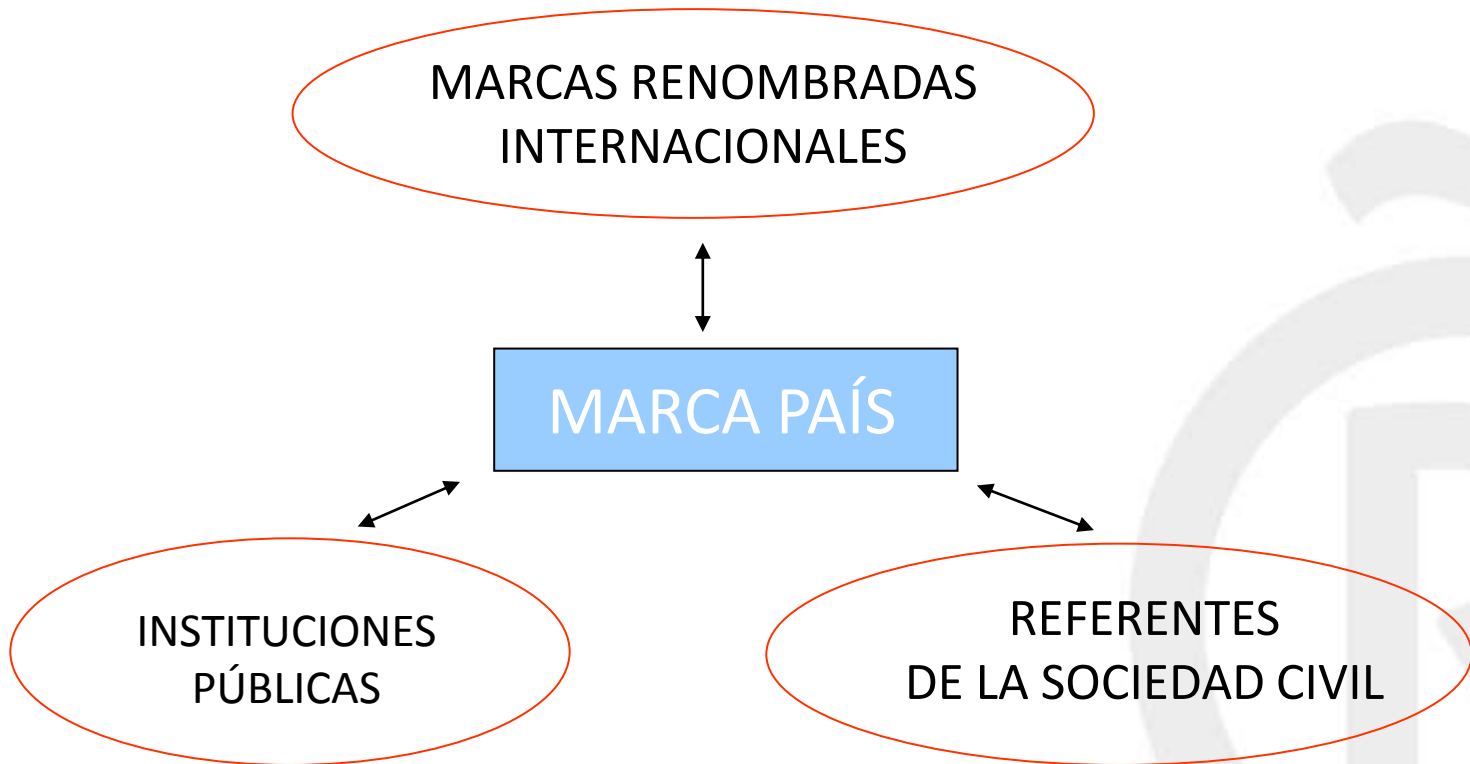 MARCAS RENOMBRADAS
INTERNACIONALES
MARCA PAÍS
INSTITUCIONES
PÚBLICAS
REFERENTES
DE LA SOCIEDAD CIVIL